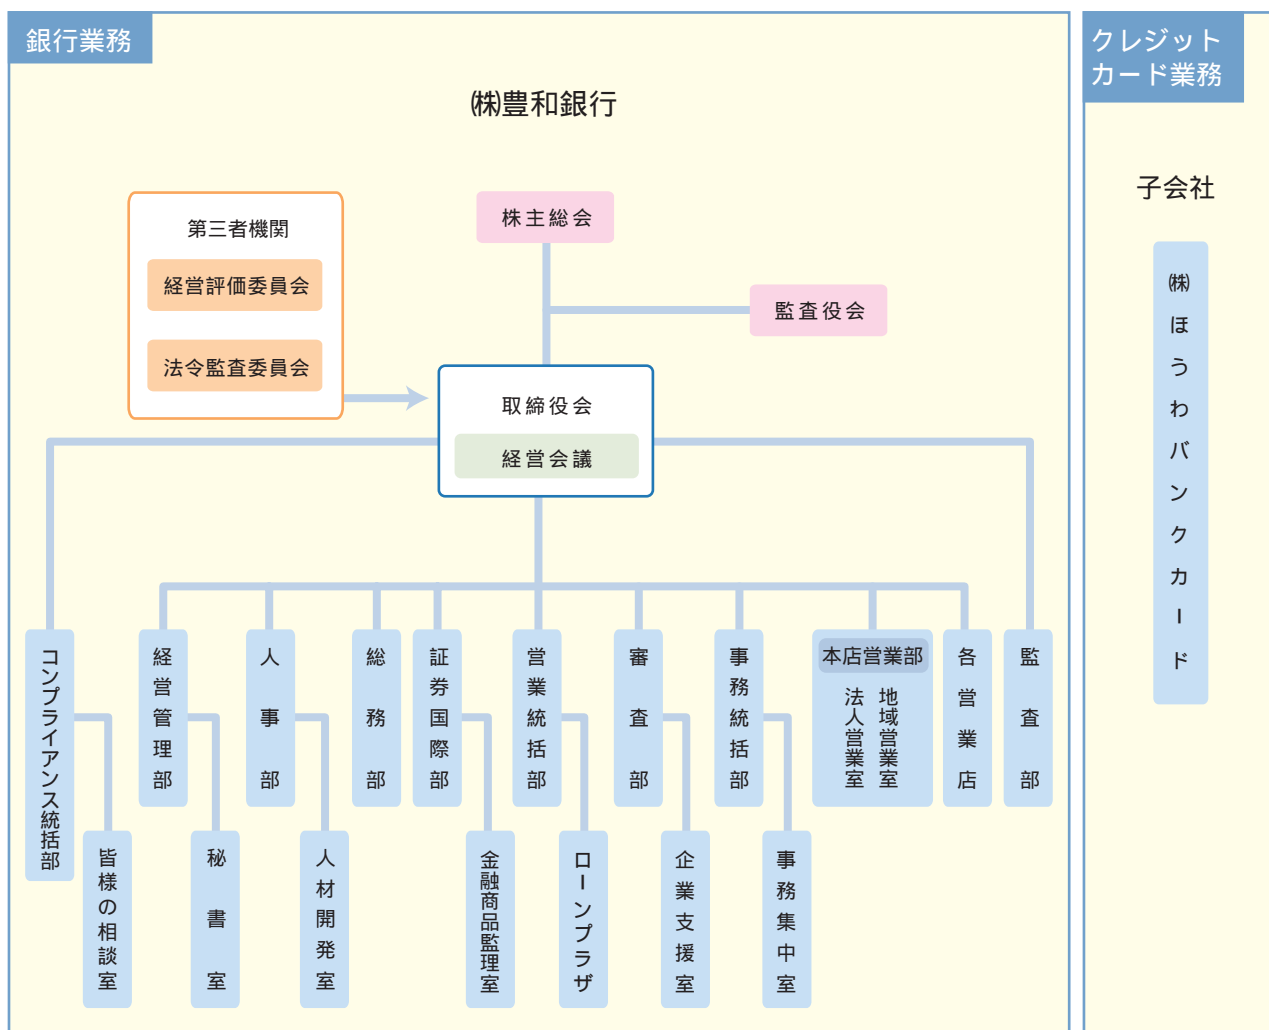 銀行業務
㈱豊和銀行
第三者機関
経営評価委員会
法令監査委員会
株主総会
監査役会
取締役会
経営会議
コンプライアンス統括部
経営管理部
人事部
総務部
証券国際部
営業統括部
審査部
事務統括部
本店営業部
法人営業室
地域営業室
各営業店
監査部
皆様の相談室
秘書室
人材開発室
金融商品監理室
ローンプラザ
企業支援室
事務集中室
クレジット
カード業務
子会社
㈱ほうわバンクカード